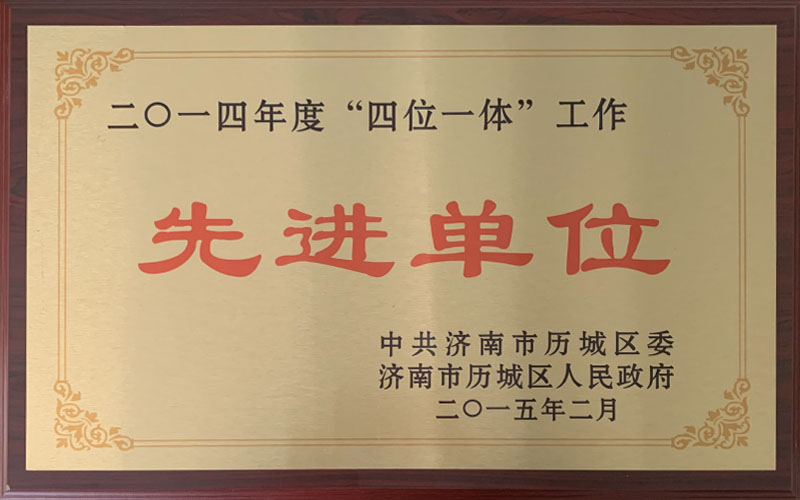 二〇一四年度“四位一体”工作
先进单位
中共济南市历城区委
济南市历城区人民政府
二〇一五年二月